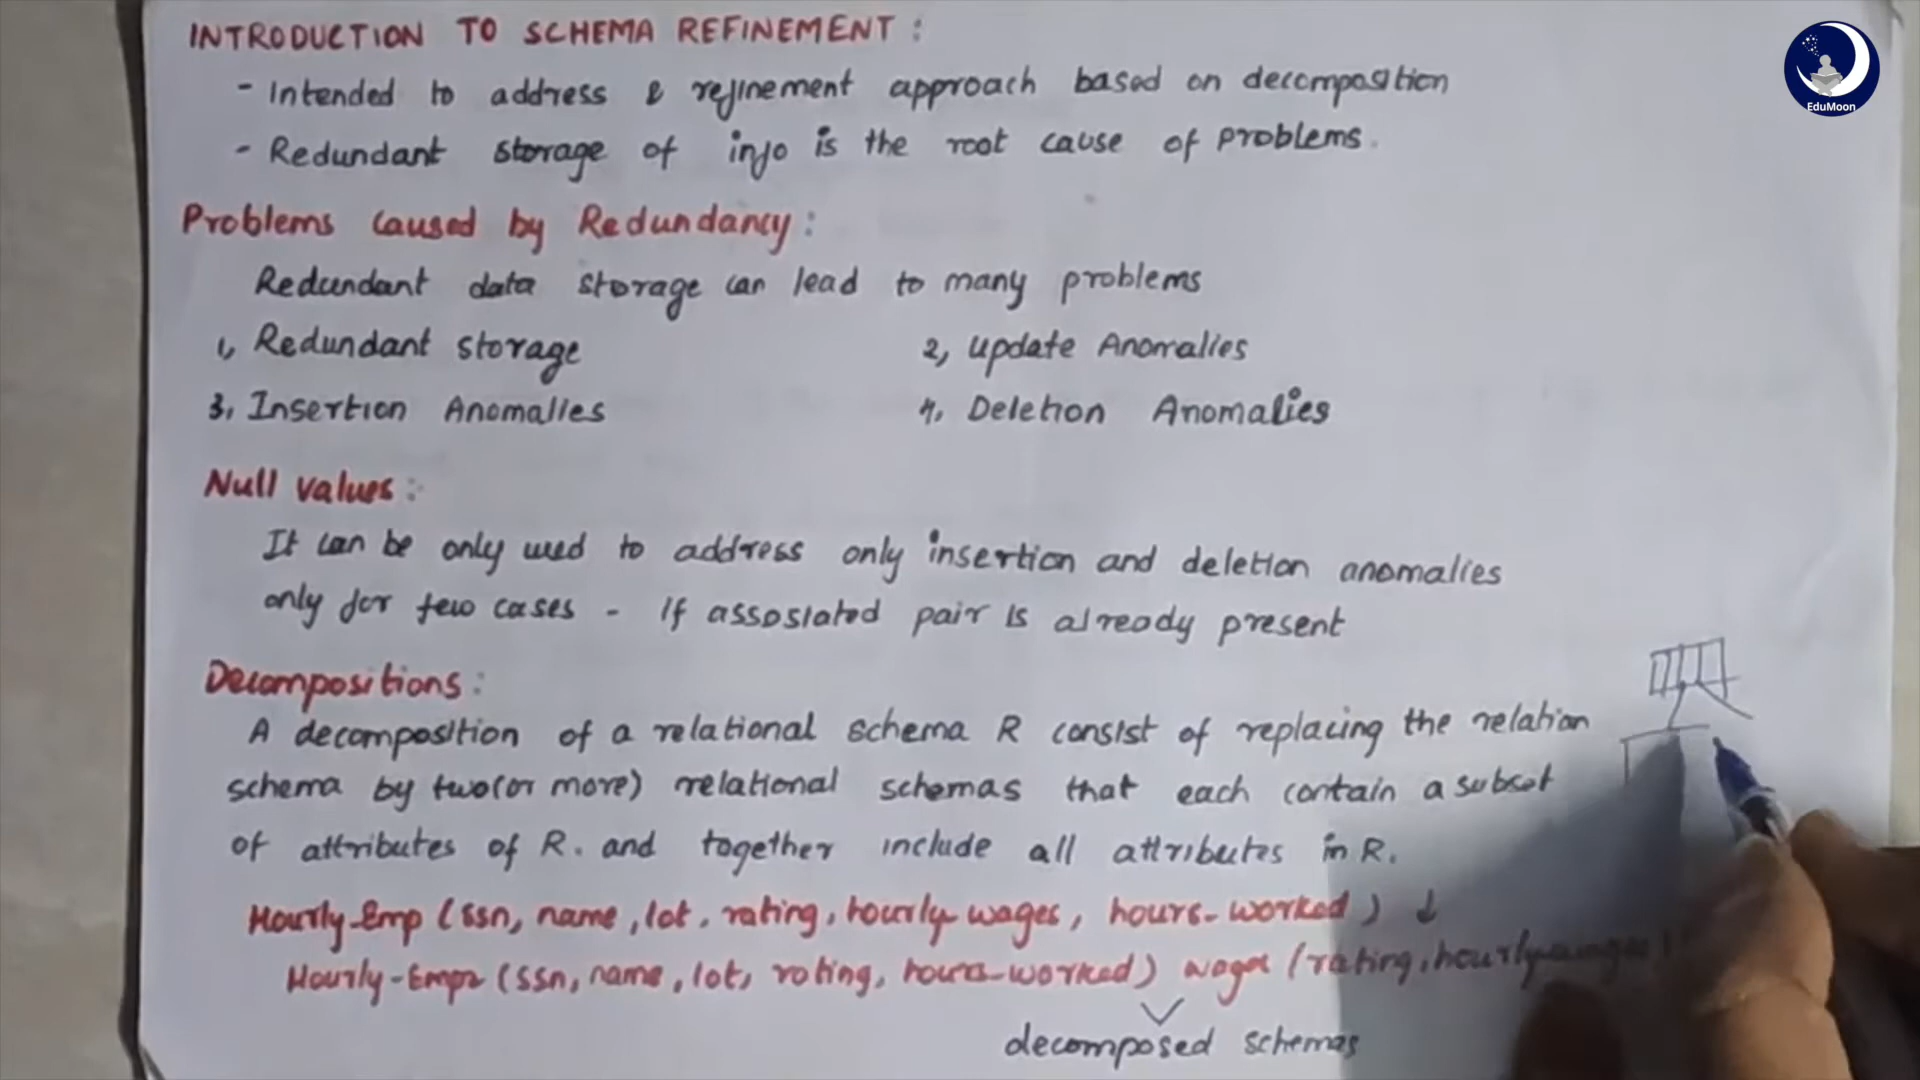 INTRODUCTION TO SCHEMA REFINEMENT :
- Intended to address & refinement approach based on decomposition
- Redundant storage of info is the root cause of problems.
Problems caused by Redundancy :
Redundant data storage can lead to many problems
1, Redundant storage 2, Update Anomalies
3, Insertion Anomalies 4, Deletion Anomalies
Null values :
It can be only used to address only insertion and deletion anomalies
only for few cases - if assosiated pair is already present
Decompositions :
A decomposition of a relational schema R consist of replacing the relation
schema by two(or more) relational schemas that each contain a subset
of attributes of R. and together include all attributes in R.
Hourly-Emp (ssn, name, lot, rating, hourly wages, hours-worked) ↓
Hourly-Emp2 (ssn, name, lot, rating, hours-worked) wages (rating, hourly-wages)
decomposed schemas
EduMoon